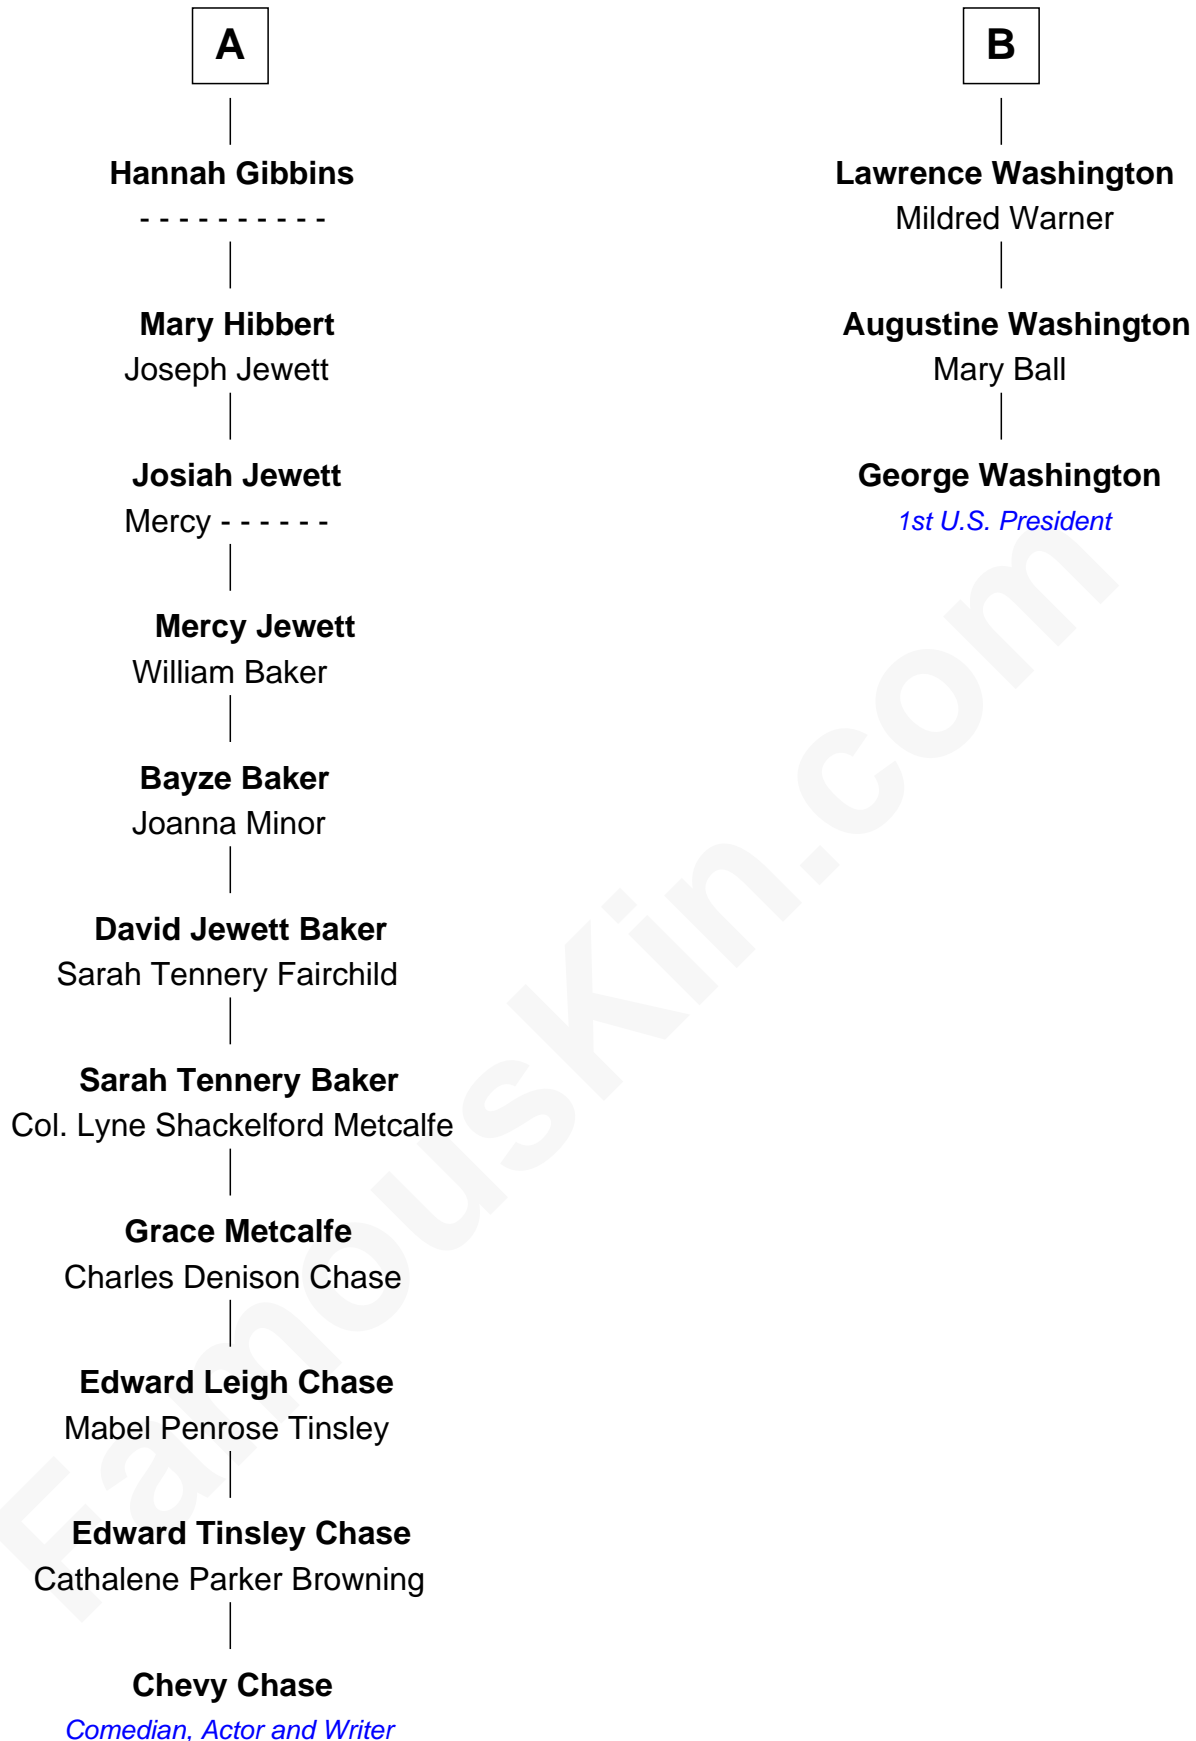 A
Hannah Gibbins
- - - - - - - - - -
Mary Hibbert
Joseph Jewett
Josiah Jewett
Mercy - - - - - -
Mercy Jewett
William Baker
Bayze Baker
Joanna Minor
David Jewett Baker
Sarah Tennery Fairchild
Sarah Tennery Baker
Col. Lyne Shackelford Metcalfe
Grace Metcalfe
Charles Denison Chase
Edward Leigh Chase
Mabel Penrose Tinsley
Edward Tinsley Chase
Cathalene Parker Browning
Chevy Chase
Comedian, Actor and Writer
B
Lawrence Washington
Mildred Warner
Augustine Washington
Mary Ball
George Washington
1st U.S. President
FamousKin.com